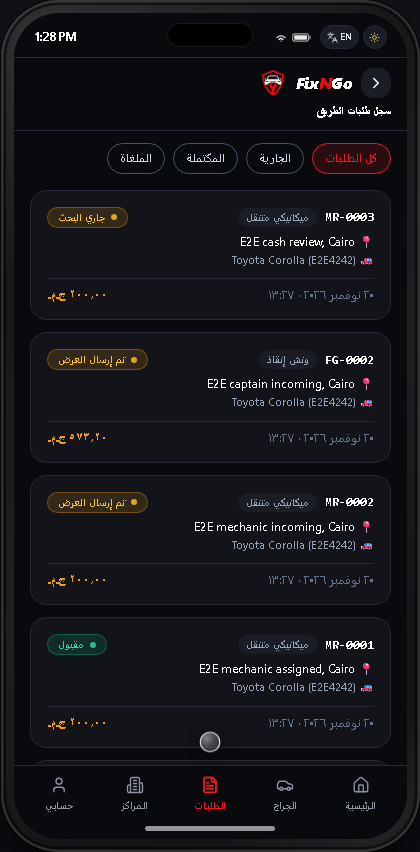 1:28 PM
EN
FixNGo
سجل طلبات الطريق
كل الطلبات
الجارية
المكتملة
الملغاة
MR-0003
ميكانيكي متنقل
جاري البحث
E2E cash review, Cairo
Toyota Corolla (E2E4242)
٢٠ نوفمبر ٢٠٢٦ · ١٣:٢٧
٢٠٠٫٠٠ ج.م.
FG-0002
ونش إنقاذ
تم إرسال العرض
E2E captain incoming, Cairo
Toyota Corolla (E2E4242)
٢٠ نوفمبر ٢٠٢٦ · ١٣:٢٧
٥٧٣٫٢٠ ج.م.
MR-0002
ميكانيكي متنقل
تم إرسال العرض
E2E mechanic incoming, Cairo
Toyota Corolla (E2E4242)
٢٠ نوفمبر ٢٠٢٦ · ١٣:٢٧
٢٠٠٫٠٠ ج.م.
MR-0001
ميكانيكي متنقل
مقبول
E2E mechanic assigned, Cairo
Toyota Corolla (E2E4242)
٢٠ نوفمبر ٢٠٢٦ · ١٣:٢٧
٢٠٠٫٠٠ ج.م.
الرئيسية
الجراج
الطلبات
المراكز
حسابي